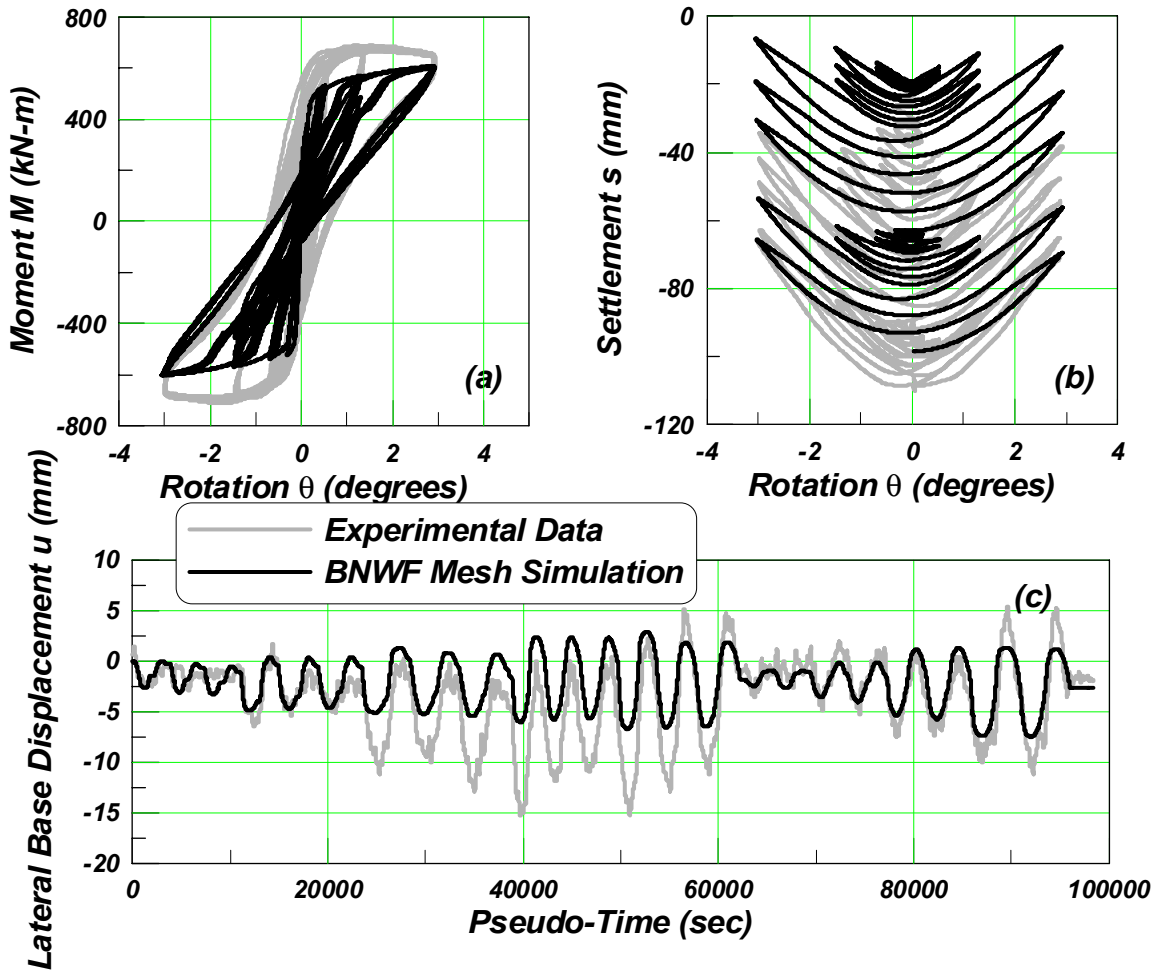 800
400
0
-400
-800
Moment M (kN-m)
(a)
-4 -2 0 2 4
Rotation θ (degrees)
0
-40
-80
-120
Settlement s (mm)
(b)
-4 -2 0 2 4
Rotation θ (degrees)
Experimental Data
BNWF Mesh Simulation
10
5
0
-5
-10
-15
-20
Lateral Base Displacement u (mm)
(c)
0 20000 40000 60000 80000 100000
Pseudo-Time (sec)